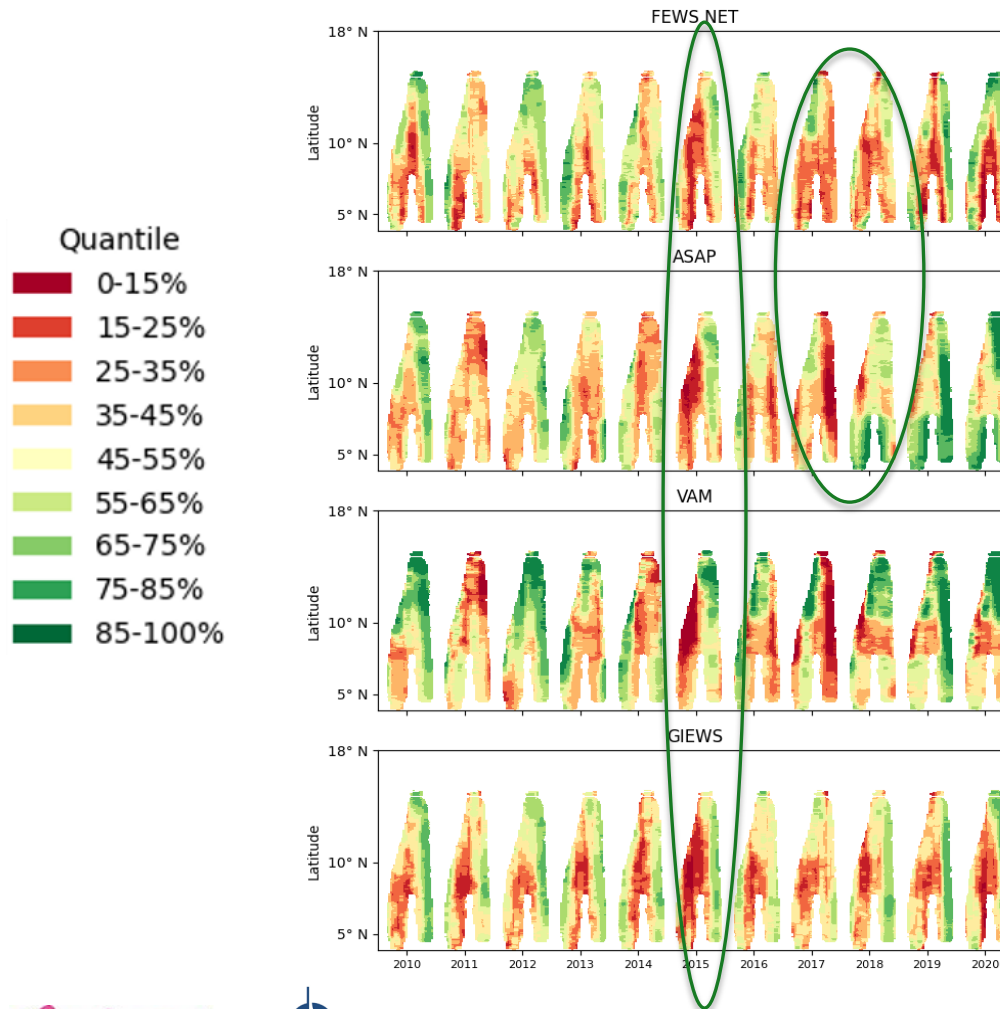 Quantile
0-15%
15-25%
25-35%
35-45%
45-55%
55-65%
65-75%
75-85%
85-100%
FEWS NET
18° N
10° N
5° N
Latitude
ASAP
18° N
10° N
5° N
Latitude
VAM
18° N
10° N
5° N
Latitude
GIEWS
18° N
10° N
5° N
Latitude
2010 2011 2012 2013 2014 2015 2016 2017 2018 2019 2020